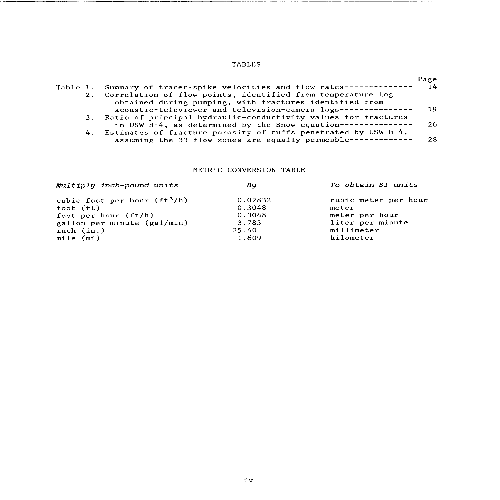 TABLES
Page
Table 1. Summary of tracer-spike velocities and flow rates-------------- 14
2. Correlation of flow points, identified from temperature log
obtained during pumping, with fractures identified from
acoustic-televiewer and television-camera logs--------------- 19
3. Ratio of principal hydraulic-conductivity values for fractures
in USW H-4, as determined by the Snow equation--------------- 26
4. Estimates of fracture porosity of tuffs penetrated by USW H-4,
assuming the 33 flow zones are equally permeable------------- 28
METRIC CONVERSION TABLE
Multiply inch-pound units By To obtain SI units
cubic foot per hour (ft³/h) 0.02832 cubic meter per hour
foot (ft) 0.3048 meter
foot per hour (ft/h) 0.3048 meter per hour
gallon per minute (gal/min) 3.785 liter per minute
inch (in.) 25.40 millimeter
mile (mi) 1.609 kilometer
iv